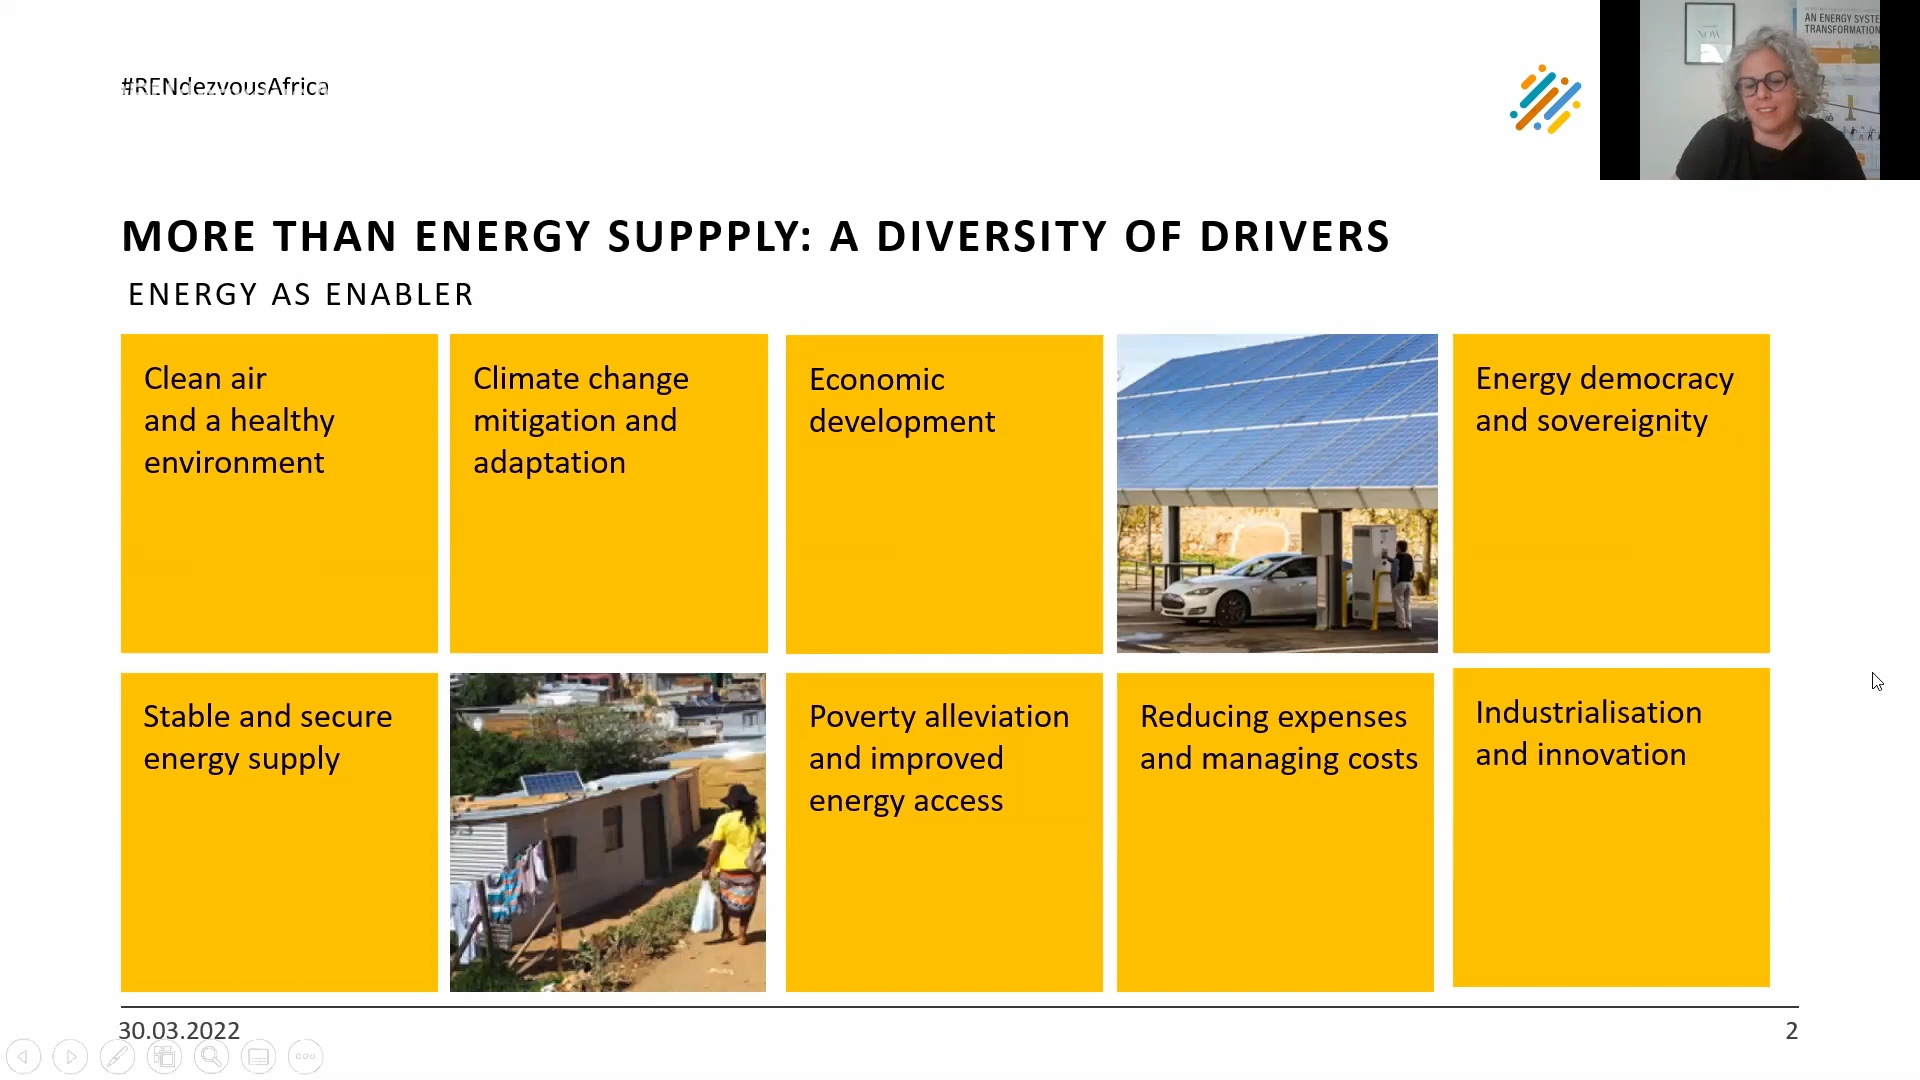 #RENdezvousAfrica
NOW
AN ENERGY SYSTE
TRANSFORMATION
MORE THAN ENERGY SUPPPLY: A DIVERSITY OF DRIVERS
ENERGY AS ENABLER
Clean air
and a healthy
environment
Climate change
mitigation and
adaptation
Economic
development
Energy democracy
and sovereignity
Stable and secure
energy supply
Poverty alleviation
and improved
energy access
Reducing expenses
and managing costs
Industrialisation
and innovation
30.03.2022
2